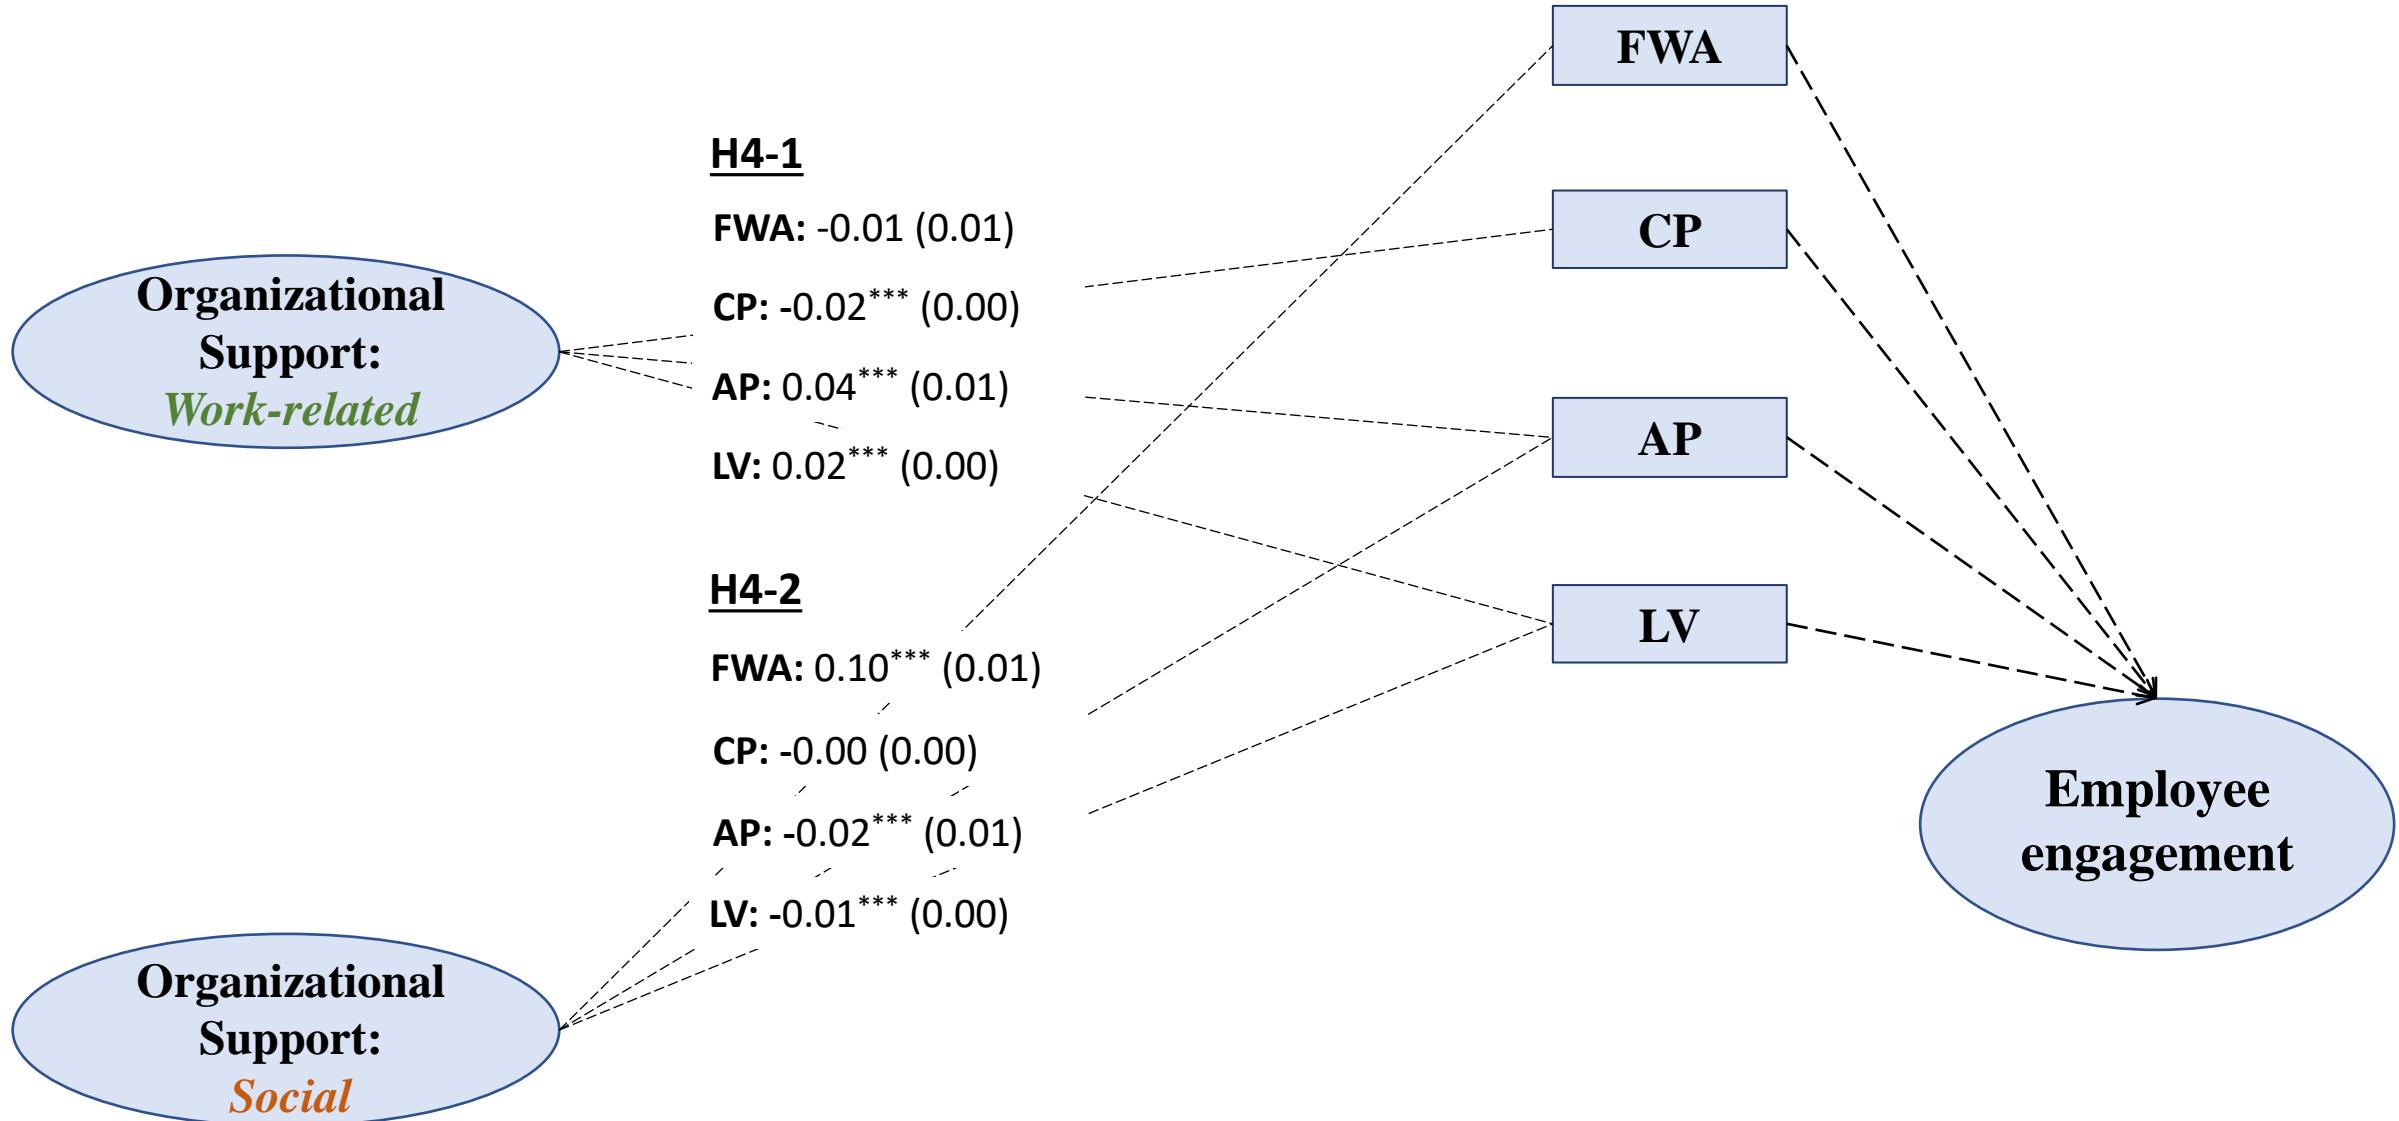 Organizational
Support:
Work-related
Organizational
Support:
Social
H4-1
FWA: -0.01 (0.01)
CP: -0.02*** (0.00)
AP: 0.04*** (0.01)
LV: 0.02*** (0.00)
H4-2
FWA: 0.10*** (0.01)
CP: -0.00 (0.00)
AP: -0.02*** (0.01)
LV: -0.01*** (0.00)
FWA
CP
AP
LV
Employee
engagement